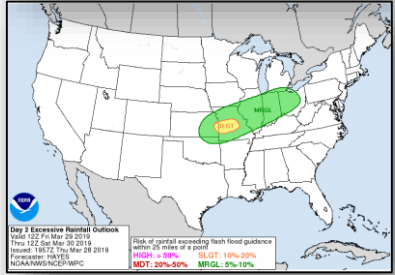 MRGL
SLGT
NOAA
Day 2 Excessive Rainfall Outlook
Valid 12Z Fri Mar 29 2019
Thru 12Z Sat Mar 30 2019
Issued: 1957Z Thu Mar 28 2019
Forecaster: HAYES
NOAA/NWS/NCEP/WPC
Risk of rainfall exceeding flash flood guidance
within 25 miles of a point
HIGH: > 50% SLGT: 10%-20%
MDT: 20%-50% MRGL: 5%-10%